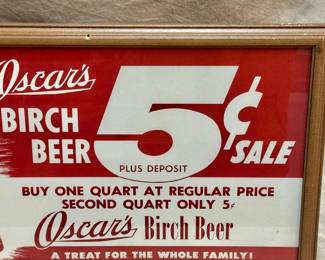 Oscar's
BIRCH
BEER
5¢
SALE
PLUS DEPOSIT
BUY ONE QUART AT REGULAR PRICE
SECOND QUART ONLY 5¢
Oscar's Birch Beer
A TREAT FOR THE WHOLE FAMILY!